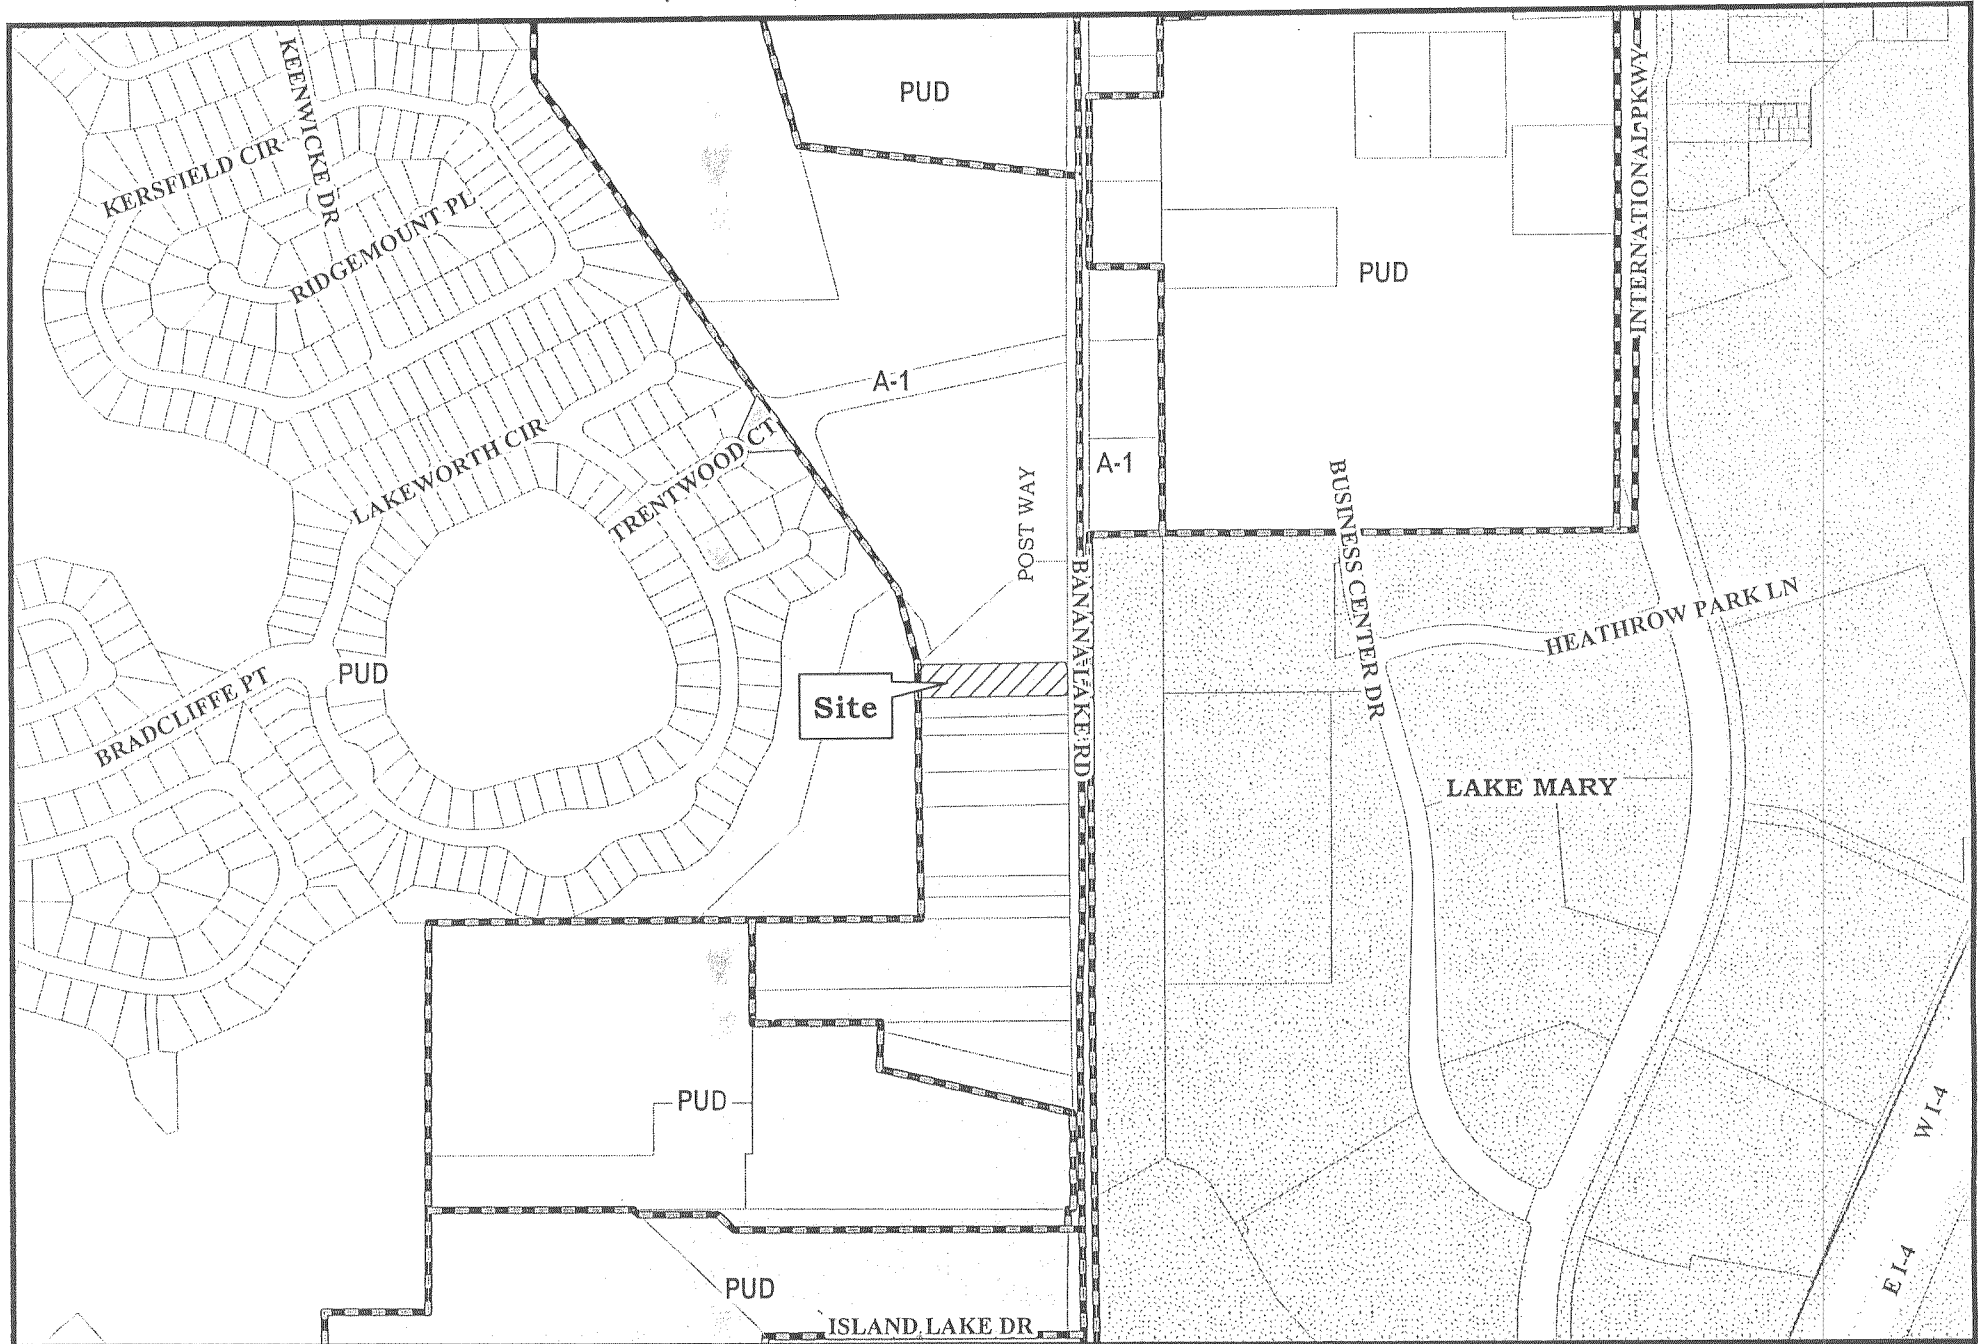 KEENWICKE DR
PUD
INTERNATIONAL PKWY
KERSFIELD CIR
RIDGEMOUNT PL
PUD
A-1
LAKEWORTH CIR
TRENTWOOD CT
A-1
POST WAY
BUSINESS CENTER DR
BANANA LAKE RD
HEATHROW PARK LN
PUD
BRADCLIFFE PT
Site
LAKE MARY
PUD
W I-4
E I-4
PUD
ISLAND LAKE DR